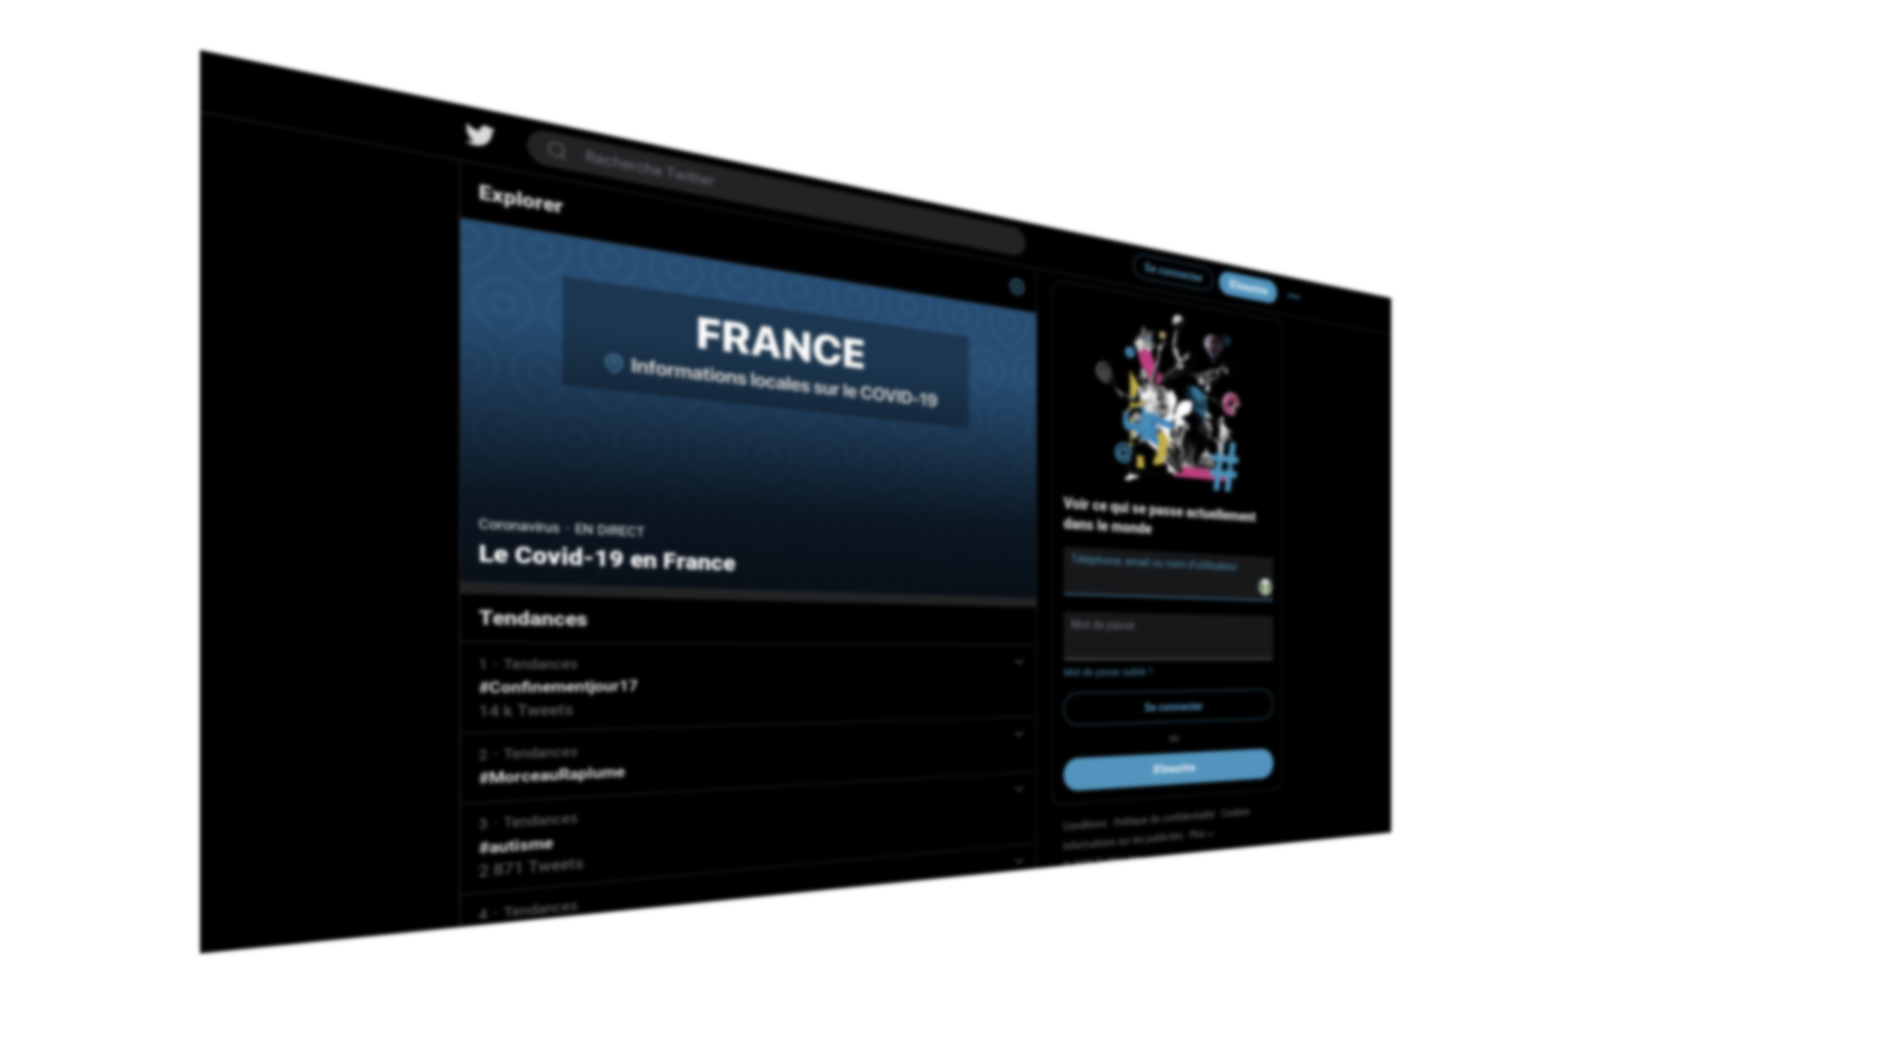 Recherche Twitter
Explorer
Se connecter
S'inscrire
FRANCE
Informations locales sur le COVID-19
Coronavirus · EN DIRECT
Le Covid-19 en France
Tendances
1 · Tendances
#Confinementjour17
14 k Tweets
2 · Tendances
#MorceauRaplume
3 · Tendances
#autisme
2 871 Tweets
4 · Tendances
Voir ce qui se passe actuellement
dans le monde
Téléphone, email ou nom d'utilisateur
Mot de passe
Mot de passe oublié ?
Se connecter
ou
S'inscrire
Conditions Politique de confidentialité Cookies
Informations sur les publicités Plus